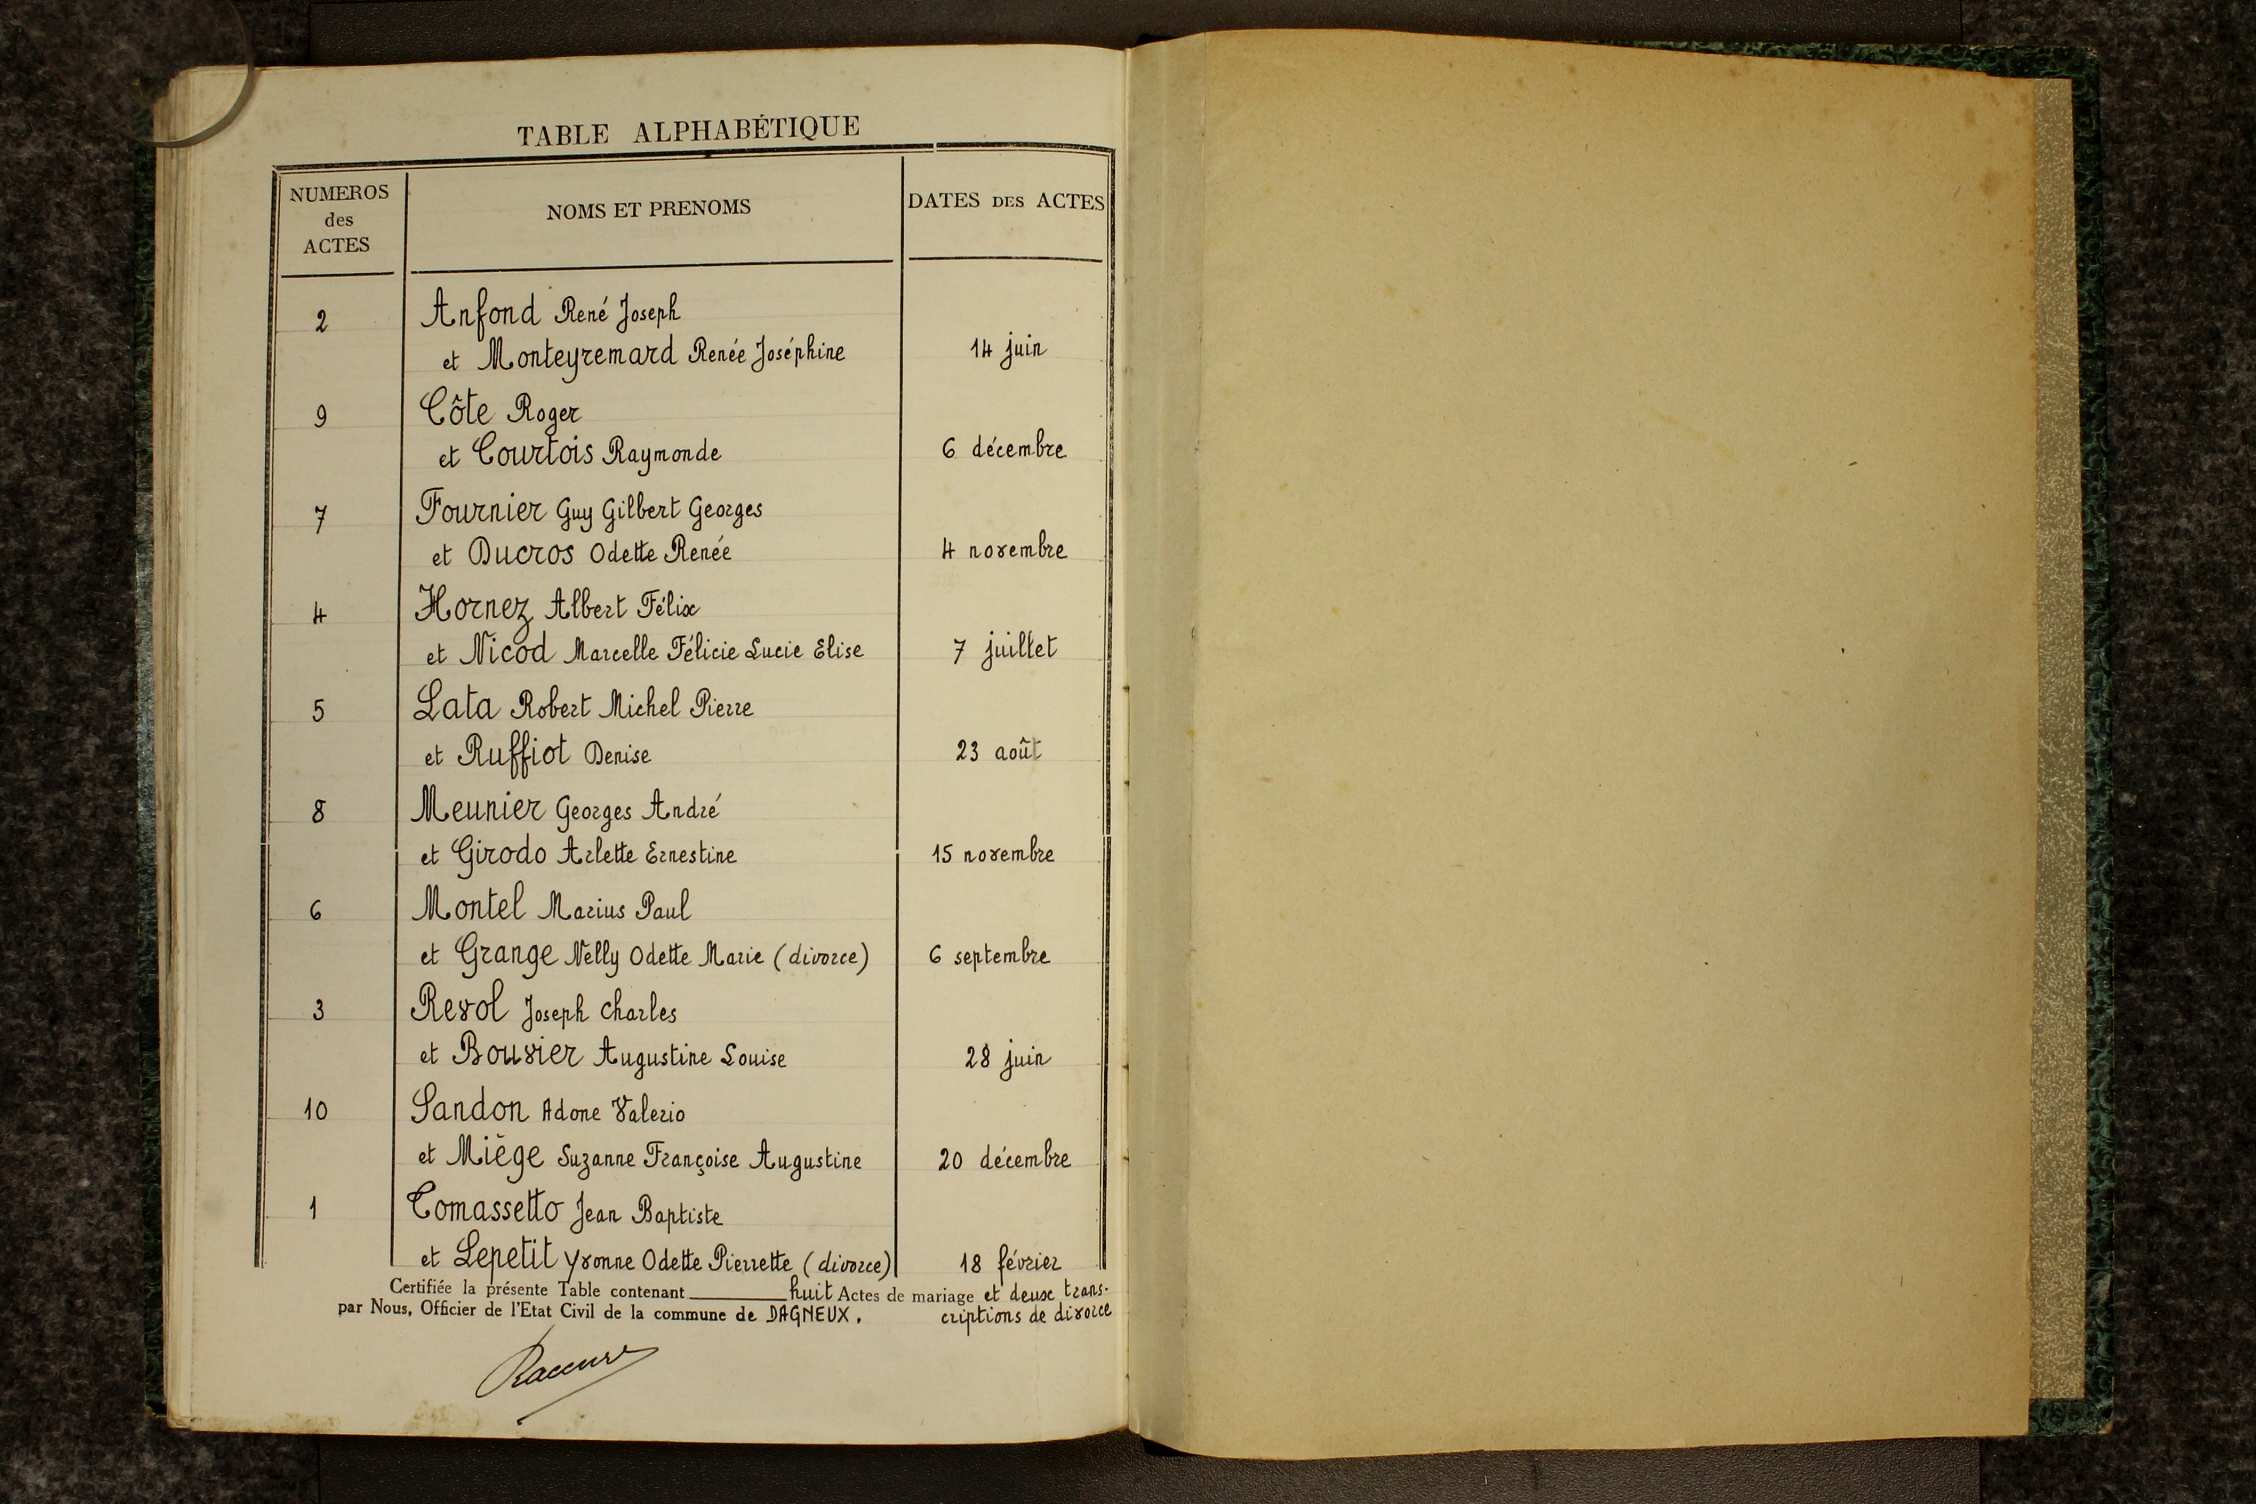 TABLE ALPHABÉTIQUE
NUMEROS des ACTES NOMS ET PRENOMS DATES DES ACTES
2 Anfond René Joseph
et Monteyremard Renée Joséphine 14 juin
9 Côte Roger
et Courtois Raymonde 6 décembre
7 Fournier Guy Gilbert Georges
et Ducros Odette Renée 4 novembre
4 Hornez Albert Félix
et Nicod Marcelle Félicie Lucie Elise 7 juillet
5 Lata Robert Michel Pierre
et Ruffiot Denise 23 août
8 Meunier Georges André
et Girodo Arlette Ernestine 15 novembre
6 Montel Marius Paul
et Grange Nelly Odette Marie (divorce) 6 septembre
3 Revol Joseph Charles
et Bouvier Augustine Louise 28 juin
10 Sandon Adone Valerio
et Miège Suzanne Françoise Augustine 20 décembre
1 Tomassetto Jean Baptiste
et Lepetit Yvonne Odette Pierrette (divorce) 18 février
Certifiée la présente Table contenant huit Actes de mariage et deux trans-
par Nous, Officier de l'Etat Civil de la commune de DAGNEUX. criptions de divorce